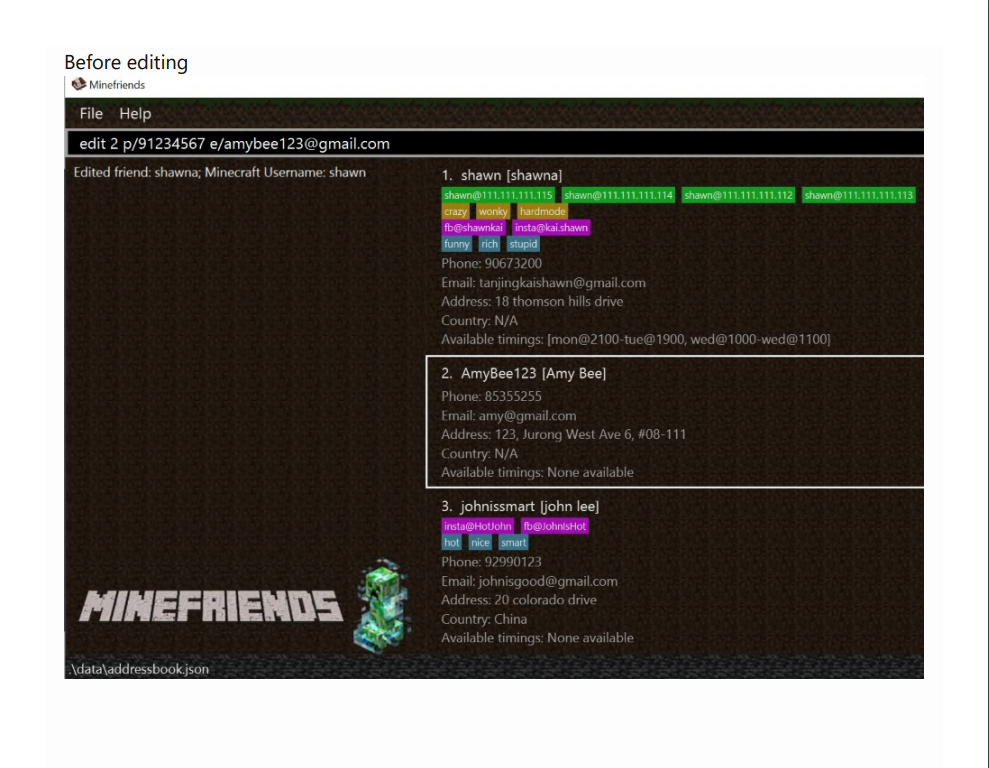 Before editing
Minefriends
File Help
edit 2 p/91234567 e/amybee123@gmail.com
Edited friend: shawna; Minecraft Username: shawn
1. shawn [shawna]
shawn@111.111.111.115 shawn@111.111.111.114 shawn@111.111.111.112 shawn@111.111.111.113
crazy wonky hardmode
fb@shawnkai insta@kai.shawn
funny rich stupid
Phone: 90673200
Email: tanjingkaishawn@gmail.com
Address: 18 thomson hills drive
Country: N/A
Available timings: [mon@2100-tue@1900, wed@1000-wed@1100]
2. AmyBee123 [Amy Bee]
Phone: 85355255
Email: amy@gmail.com
Address: 123, Jurong West Ave 6, #08-111
Country: N/A
Available timings: None available
3. johnissmart [john lee]
insta@HotJohn fb@JohnIsHot
hot nice smart
Phone: 92990123
Email: johnisgood@gmail.com
Address: 20 colorado drive
Country: China
Available timings: None available
MINEFRIENDS
.\data\addressbook.json